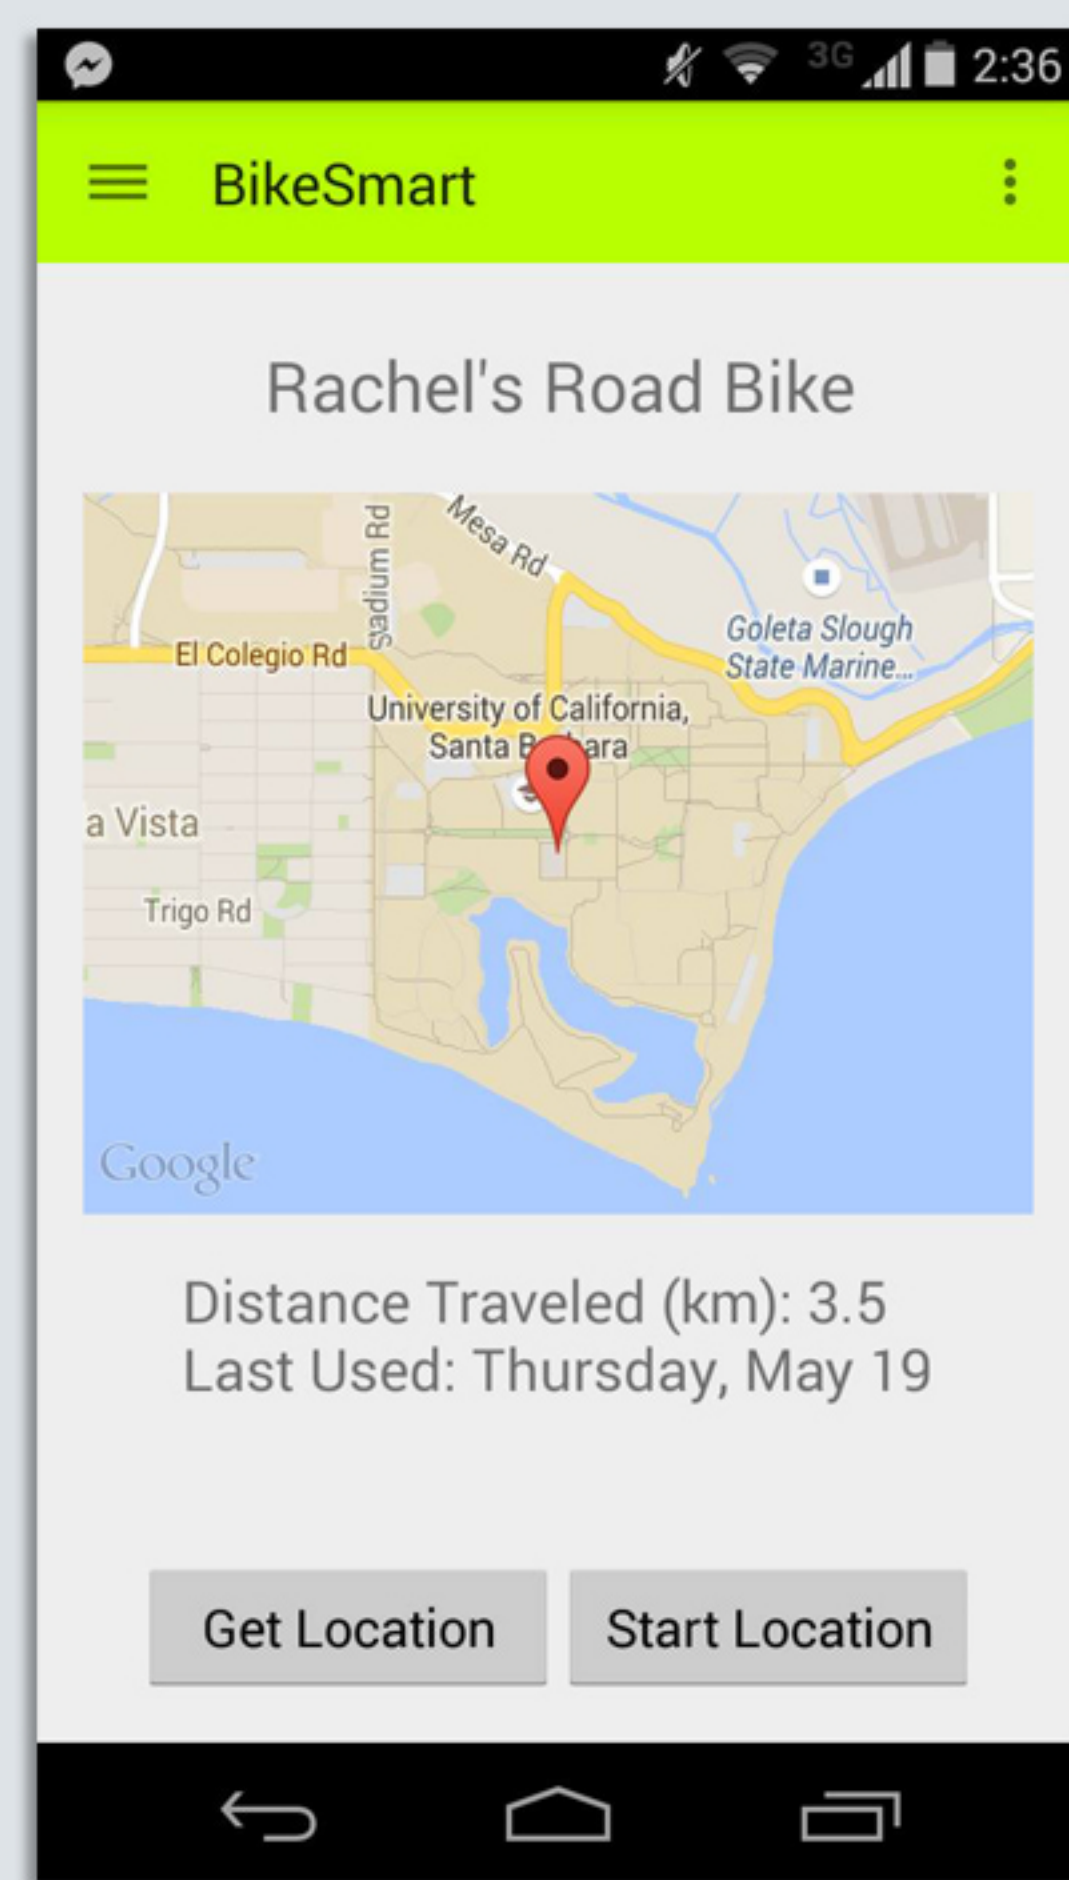 3G 2:36
BikeSmart
Rachel's Road Bike
Mesa Rd
Stadium Rd
Goleta Slough
State Marine...
El Colegio Rd
University of California,
Santa Barbara
a Vista
Trigo Rd
Google
Distance Traveled (km): 3.5
Last Used: Thursday, May 19
Get Location
Start Location